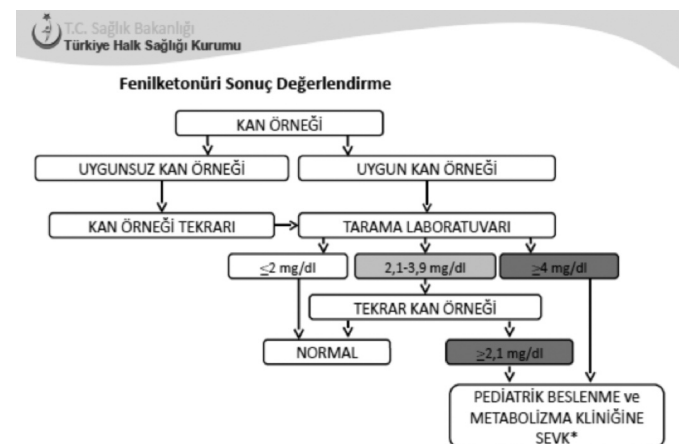 T.C. Sağlık Bakanlığı
Türkiye Halk Sağlığı Kurumu
Fenilketonüri Sonuç Değerlendirme
KAN ÖRNEĞİ
UYGUNSUZ KAN ÖRNEĞİ
UYGUN KAN ÖRNEĞİ
KAN ÖRNEĞİ TEKRARI
TARAMA LABORATUVARI
≤2 mg/dl
2,1-3,9 mg/dl
≥4 mg/dl
TEKRAR KAN ÖRNEĞİ
NORMAL
≥2,1 mg/dl
PEDİATRİK BESLENME ve
METABOLİZMA KLİNİĞİNE
SEVK*